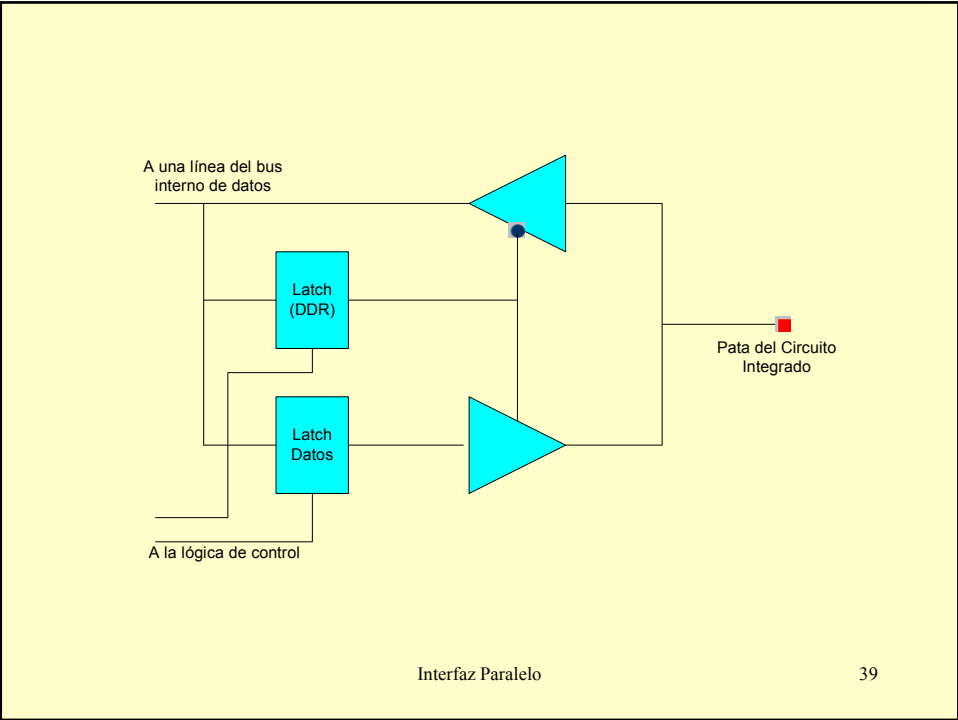 A una línea del bus
interno de datos
Latch
(DDR)
Pata del Circuito
Integrado
Latch
Datos
A la lógica de control
Interfaz Paralelo
39